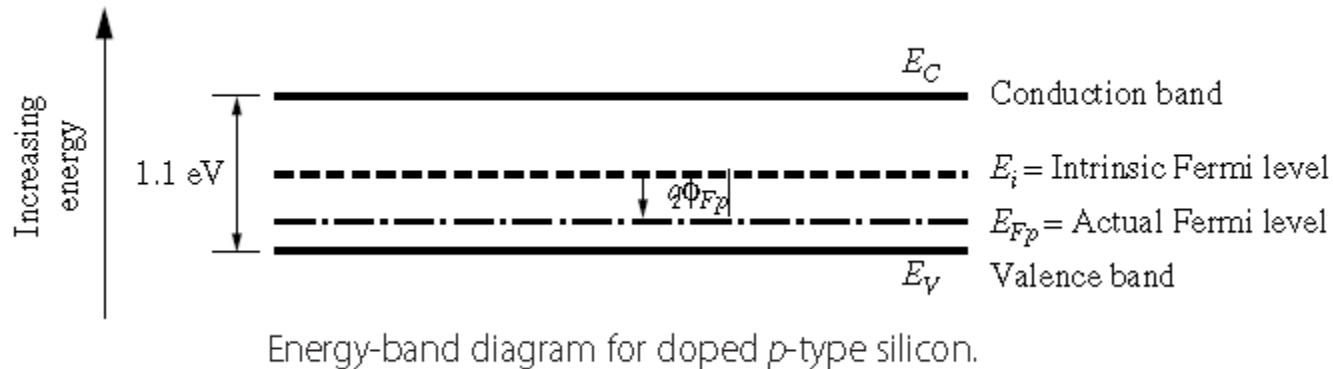 Increasing
energy
1.1 eV
E_C
Conduction band
E_i = Intrinsic Fermi level
qΦ_Fp|
E_Fp = Actual Fermi level
E_V
Valence band
Energy-band diagram for doped p-type silicon.